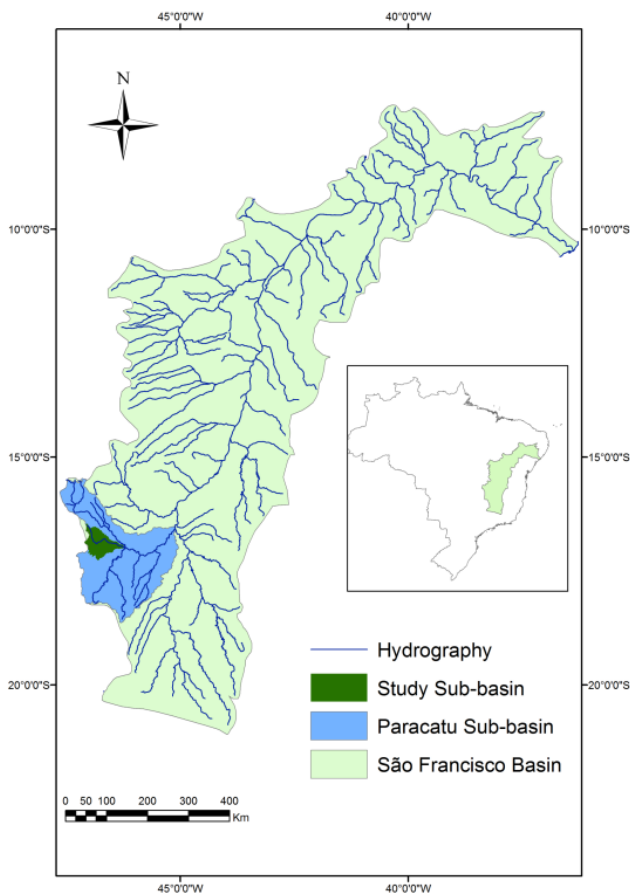 45°0'0"W 40°0'0"W
N
10°0'0"S 10°0'0"S
15°0'0"S 15°0'0"S
Hydrography
Study Sub-basin
20°0'0"S 20°0'0"S
Paracatu Sub-basin
São Francisco Basin
0 50 100 200 300 400
Km
45°0'0"W 40°0'0"W